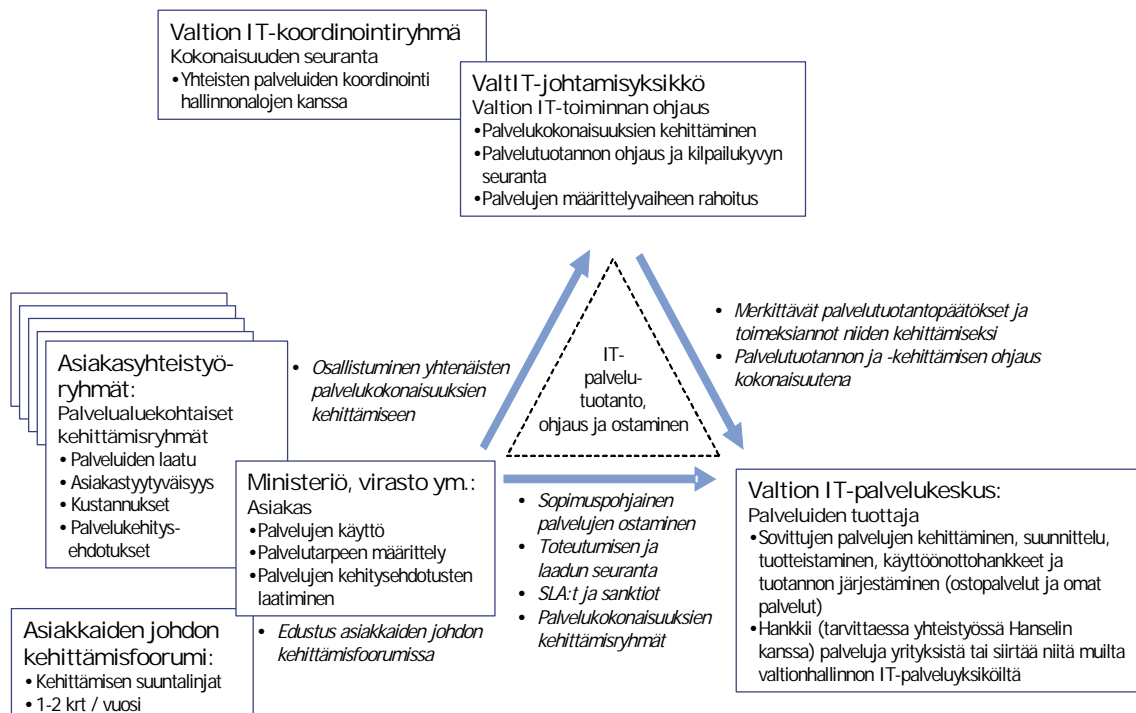 Valtion IT-koordinointiryhmä
Kokonaisuuden seuranta
•Yhteisten palveluiden koordinointi
hallinnonalojen kanssa
ValtIT-johtamisyksikkö
Valtion IT-toiminnan ohjaus
•Palvelukokonaisuuksien kehittäminen
•Palvelutuotannon ohjaus ja kilpailukyvyn
seuranta
•Palvelujen määrittelyvaiheen rahoitus
• Merkittävät palvelutuotantopäätökset ja
toimeksiannot niiden kehittämiseksi
• Palvelutuotannon ja -kehittämisen ohjaus
kokonaisuutena
IT-
palvelu-
tuotanto,
ohjaus ja ostaminen
• Osallistuminen yhtenäisten
palvelukokonaisuuksien
kehittämiseen
Asiakasyhteistyö-
ryhmät:
Palvelualuekohtaiset
kehittämisryhmät
• Palveluiden laatu
• Asiakastyytyväisyys
• Kustannukset
• Palvelukehitys-
ehdotukset
Ministeriö, virasto ym.:
Asiakas
•Palvelujen käyttö
•Palvelutarpeen määrittely
•Palvelujen kehitysehdotusten
laatiminen
• Sopimuspohjainen
palvelujen ostaminen
• Toteutumisen ja
laadun seuranta
• SLA:t ja sanktiot
• Palvelukokonaisuuksien
kehittämisryhmät
Valtion IT-palvelukeskus:
Palveluiden tuottaja
•Sovittujen palvelujen kehittäminen, suunnittelu,
tuotteistaminen, käyttöönottohankkeet ja
tuotannon järjestäminen (ostopalvelut ja omat
palvelut)
•Hankkii (tarvittaessa yhteistyössä Hanselin
kanssa) palveluja yrityksistä tai siirtää niitä muilta
valtionhallinnon IT-palveluyksiköiltä
Asiakkaiden johdon
kehittämisfoorumi:
•Kehittämisen suuntalinjat
•1-2 krt / vuosi
• Edustus asiakkaiden johdon
kehittämisfoorumissa